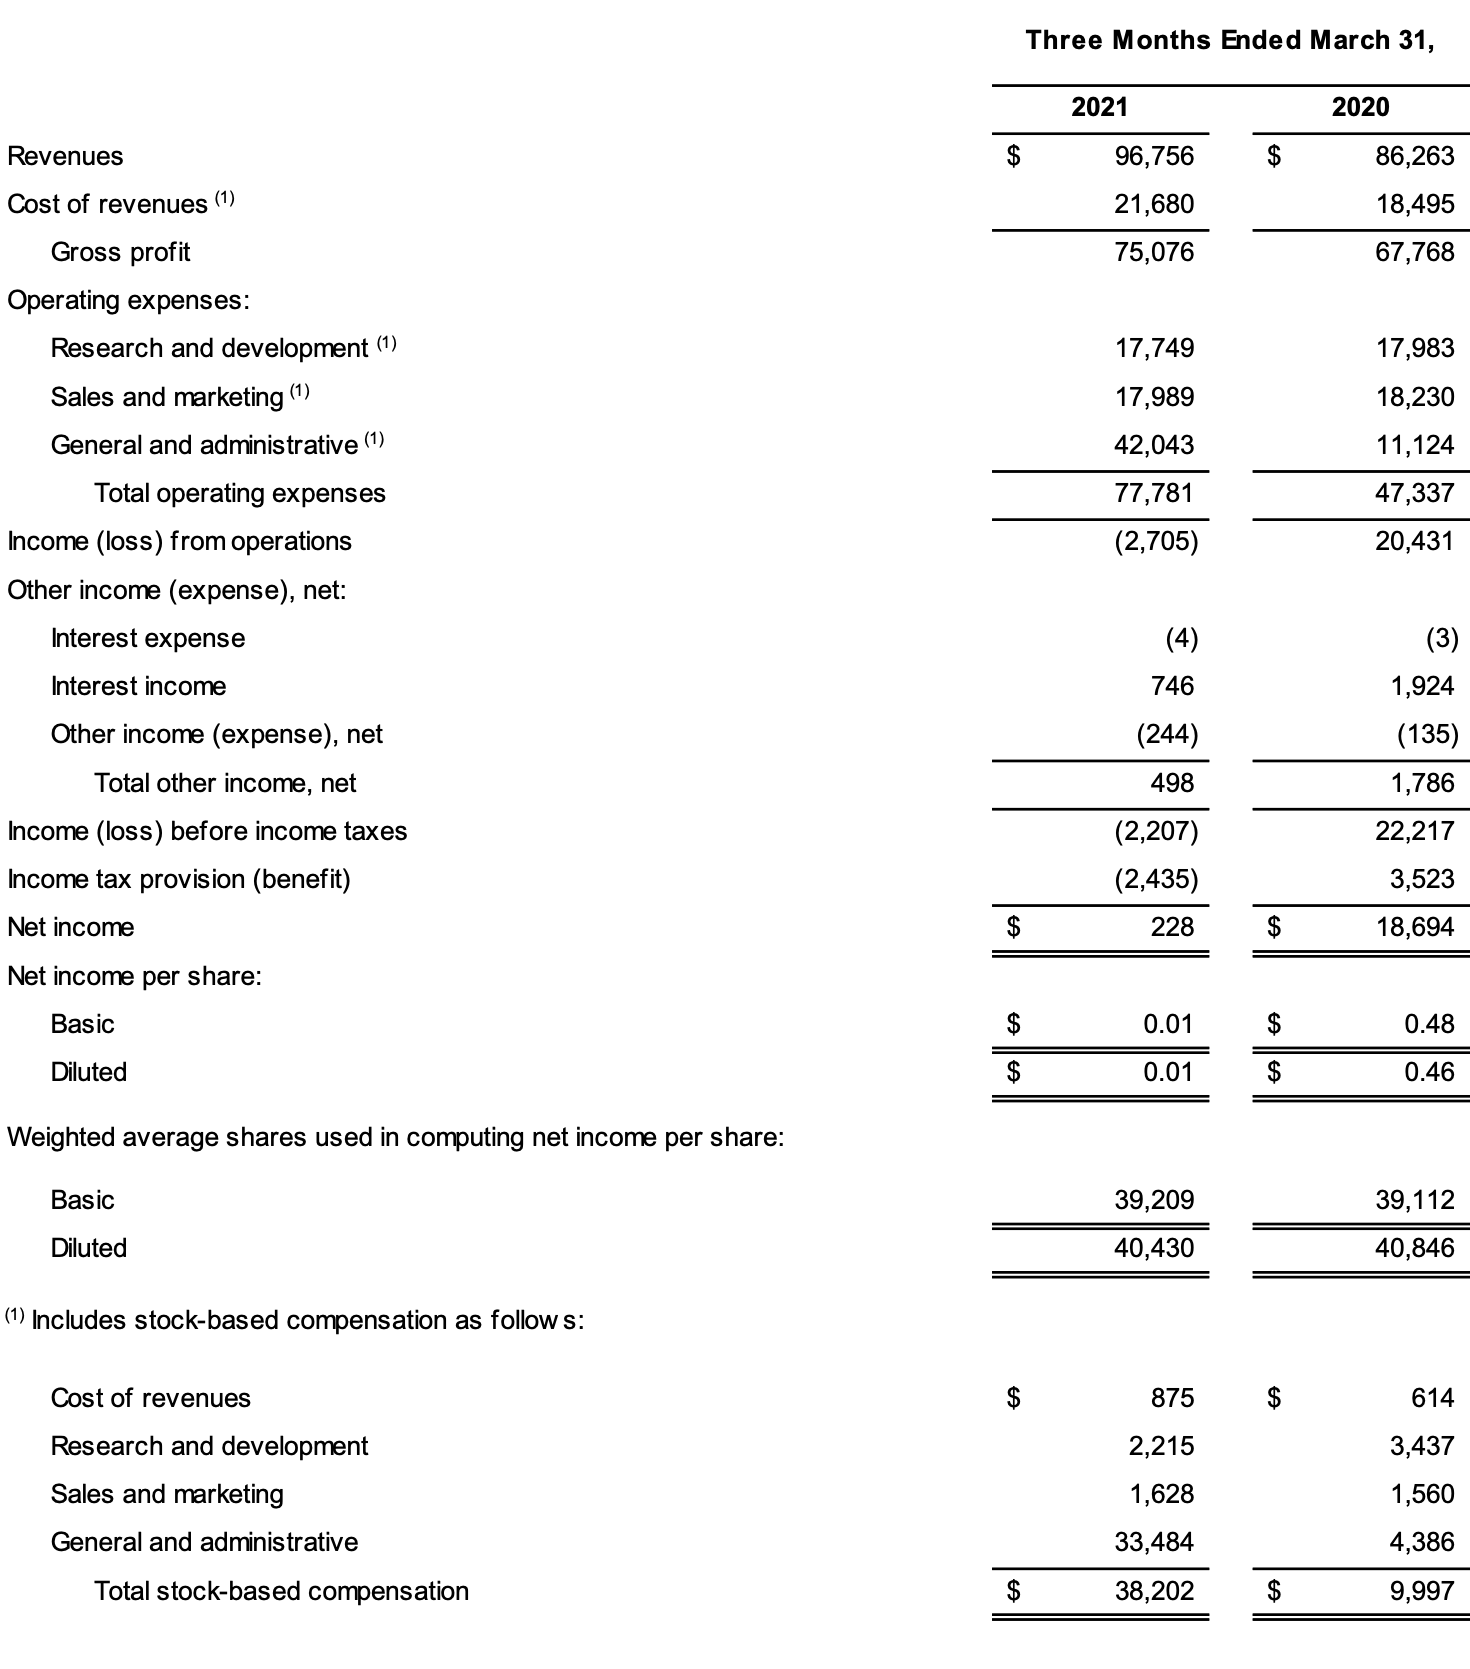 Three Months Ended March 31,
2021 2020
Revenues $ 96,756 $ 86,263
Cost of revenues (1) 21,680 18,495
Gross profit 75,076 67,768
Operating expenses:
Research and development (1) 17,749 17,983
Sales and marketing (1) 17,989 18,230
General and administrative (1) 42,043 11,124
Total operating expenses 77,781 47,337
Income (loss) from operations (2,705) 20,431
Other income (expense), net:
Interest expense (4) (3)
Interest income 746 1,924
Other income (expense), net (244) (135)
Total other income, net 498 1,786
Income (loss) before income taxes (2,207) 22,217
Income tax provision (benefit) (2,435) 3,523
Net income $ 228 $ 18,694
Net income per share:
Basic $ 0.01 $ 0.48
Diluted $ 0.01 $ 0.46
Weighted average shares used in computing net income per share:
Basic 39,209 39,112
Diluted 40,430 40,846
(1) Includes stock-based compensation as follows:
Cost of revenues $ 875 $ 614
Research and development 2,215 3,437
Sales and marketing 1,628 1,560
General and administrative 33,484 4,386
Total stock-based compensation $ 38,202 $ 9,997